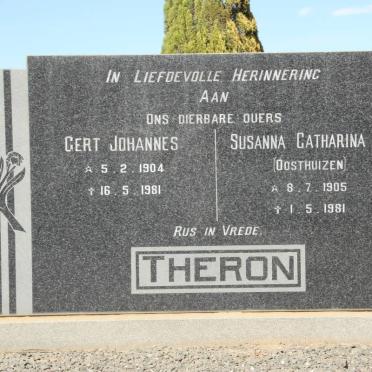 IN LIEFDEVOLLE HERINNERING
AAN
ONS DIERBARE OUERS
GERT JOHANNES
⩟ 5.2.1904
✝ 16.5.1981
SUSANNA CATHARINA
(OOSTHUIZEN)
⩟ 8.7.1905
✝ 1.5.1981
RUS IN VREDE.
THERON